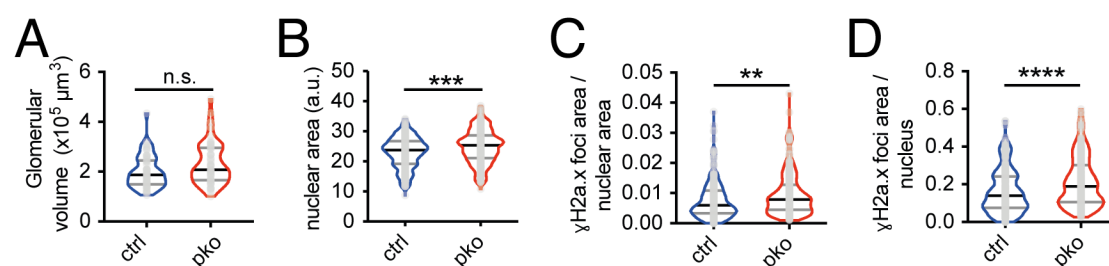 A
Glomerular
volume (x10⁵ μm³)
6
4
2
0
n.s.
ctrl
pko
B
nuclear area (a.u.)
50
40
30
20
10
0
***
ctrl
pko
C
ɣH2a.x foci area /
nuclear area
0.05
0.04
0.03
0.02
0.01
0.00
**
ctrl
pko
D
ɣH2a.x foci area /
nucleus
0.8
0.6
0.4
0.2
0.0
****
ctrl
pko